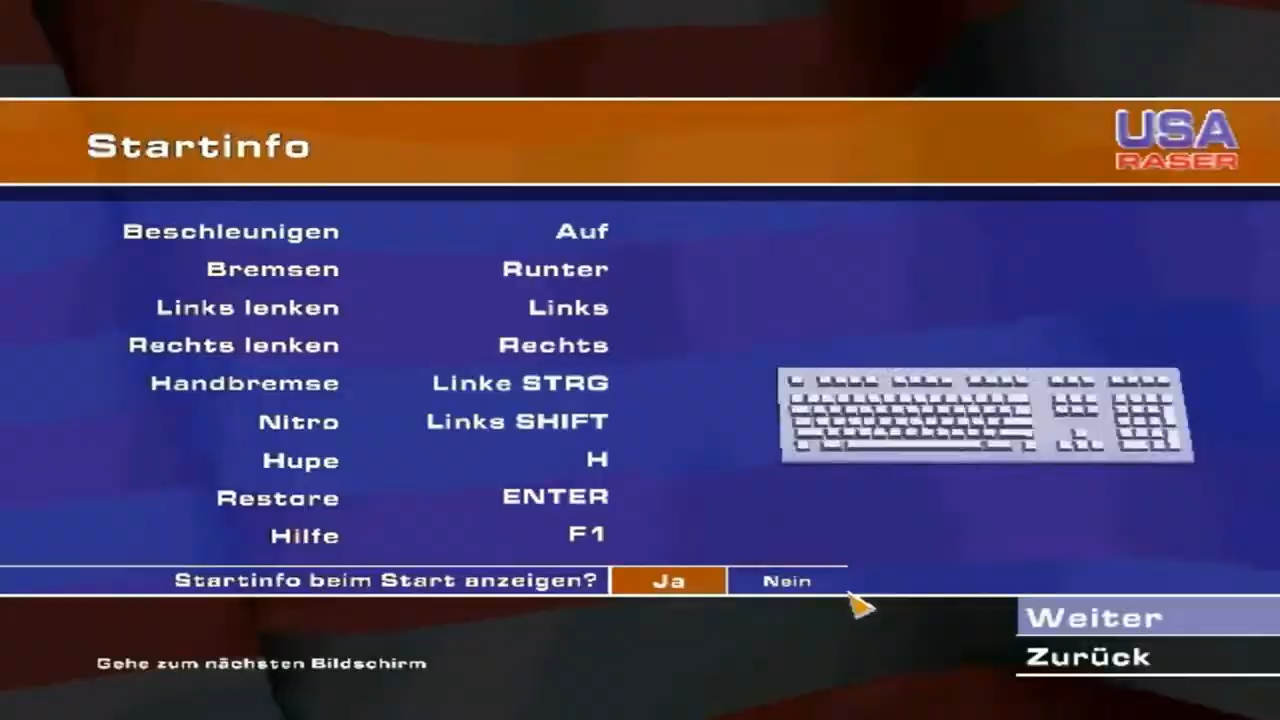 Startinfo
USA
RASER
Beschleunigen Auf
Bremsen Runter
Links lenken Links
Rechts lenken Rechts
Handbremse Linke STRG
Nitro Links SHIFT
Hupe H
Restore ENTER
Hilfe F1
Startinfo beim Start anzeigen? Ja Nein
Weiter
Zurück
Gehe zum nächsten Bildschirm